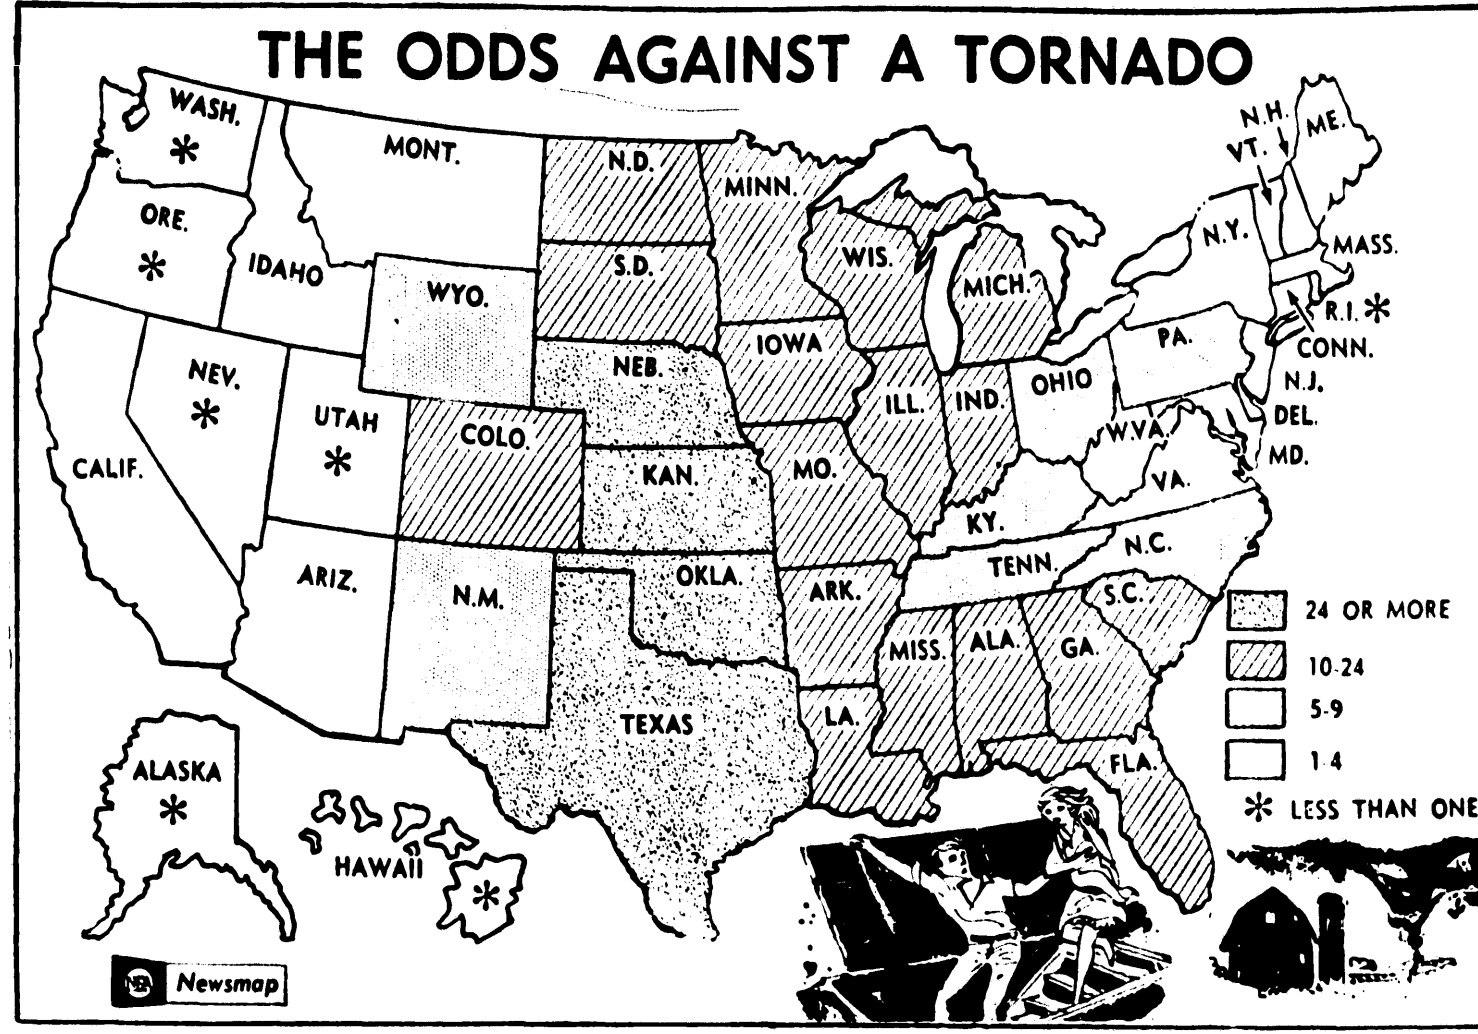 THE ODDS AGAINST A TORNADO
WASH.
*
MONT.
N.D.
MINN.
N.H.
VT.
ME.
ORE.
*
IDAHO
WYO.
S.D.
WIS.
MICH.
N.Y.
MASS.
R.I. *
CONN.
NEV.
*
UTAH
*
COLO.
NEB.
IOWA
ILL.
IND.
OHIO
PA.
N.J.
DEL.
MD.
W.VA.
VA.
CALIF.
KAN.
MO.
KY.
ARIZ.
N.M.
OKLA.
ARK.
TENN.
N.C.
S.C.
MISS.
ALA.
GA.
TEXAS
LA.
FLA.
24 OR MORE
10-24
5-9
1-4
* LESS THAN ONE
ALASKA
*
HAWAII
*
NEA Newsmap